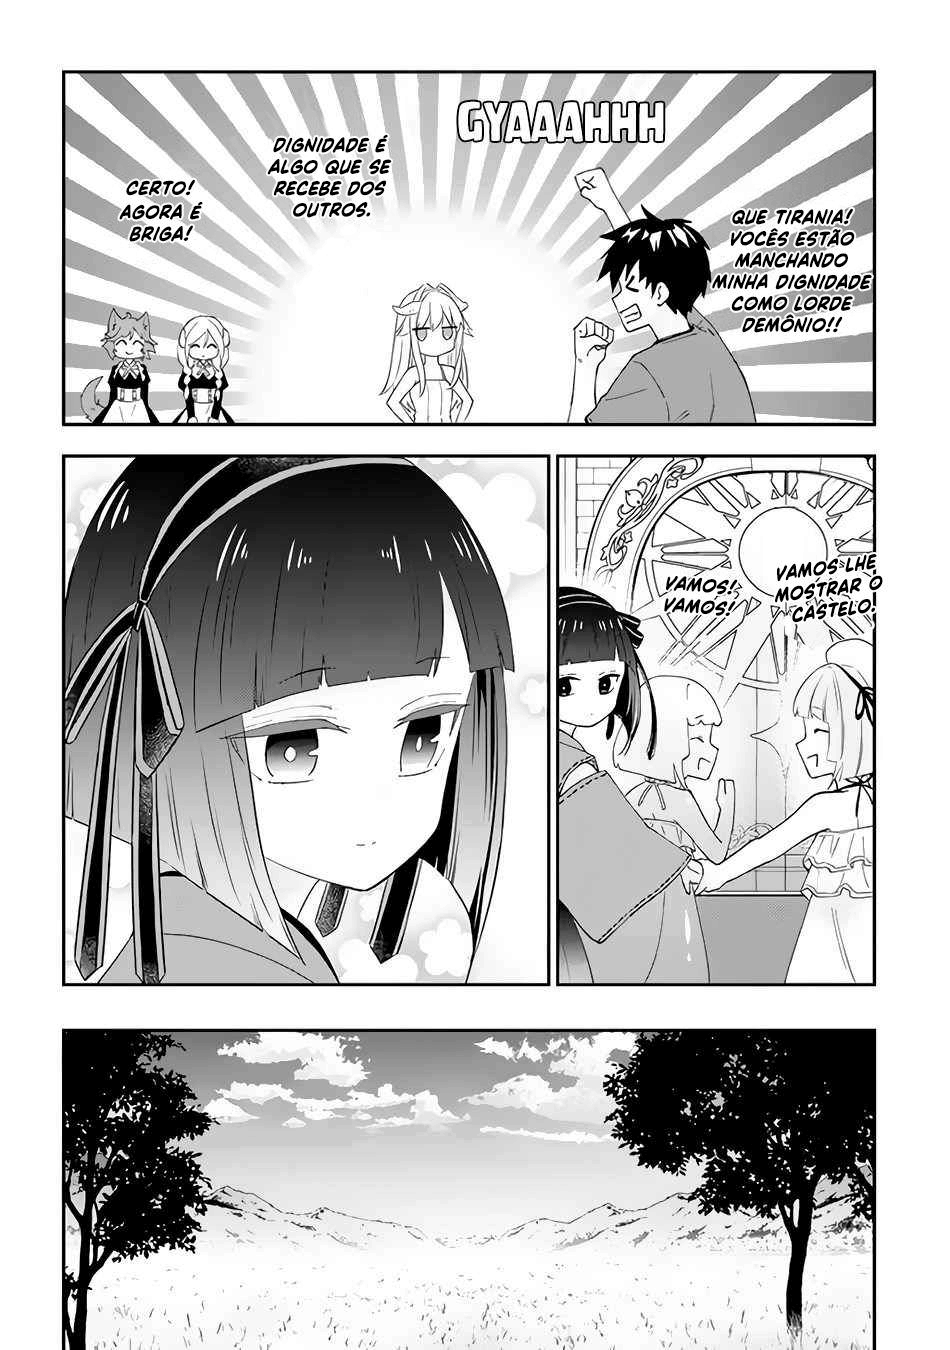 GYAAAHHH
QUE TIRANIA!
VOCÊS ESTÃO
MANCHANDO
MINHA DIGNIDADE
COMO LORDE
DEMÔNIO!!
DIGNIDADE É
ALGO QUE SE
RECEBE DOS
OUTROS.
CERTO!
AGORA É
BRIGA!
VAMOS LHE
MOSTRAR O
CASTELO!
VAMOS!
VAMOS!